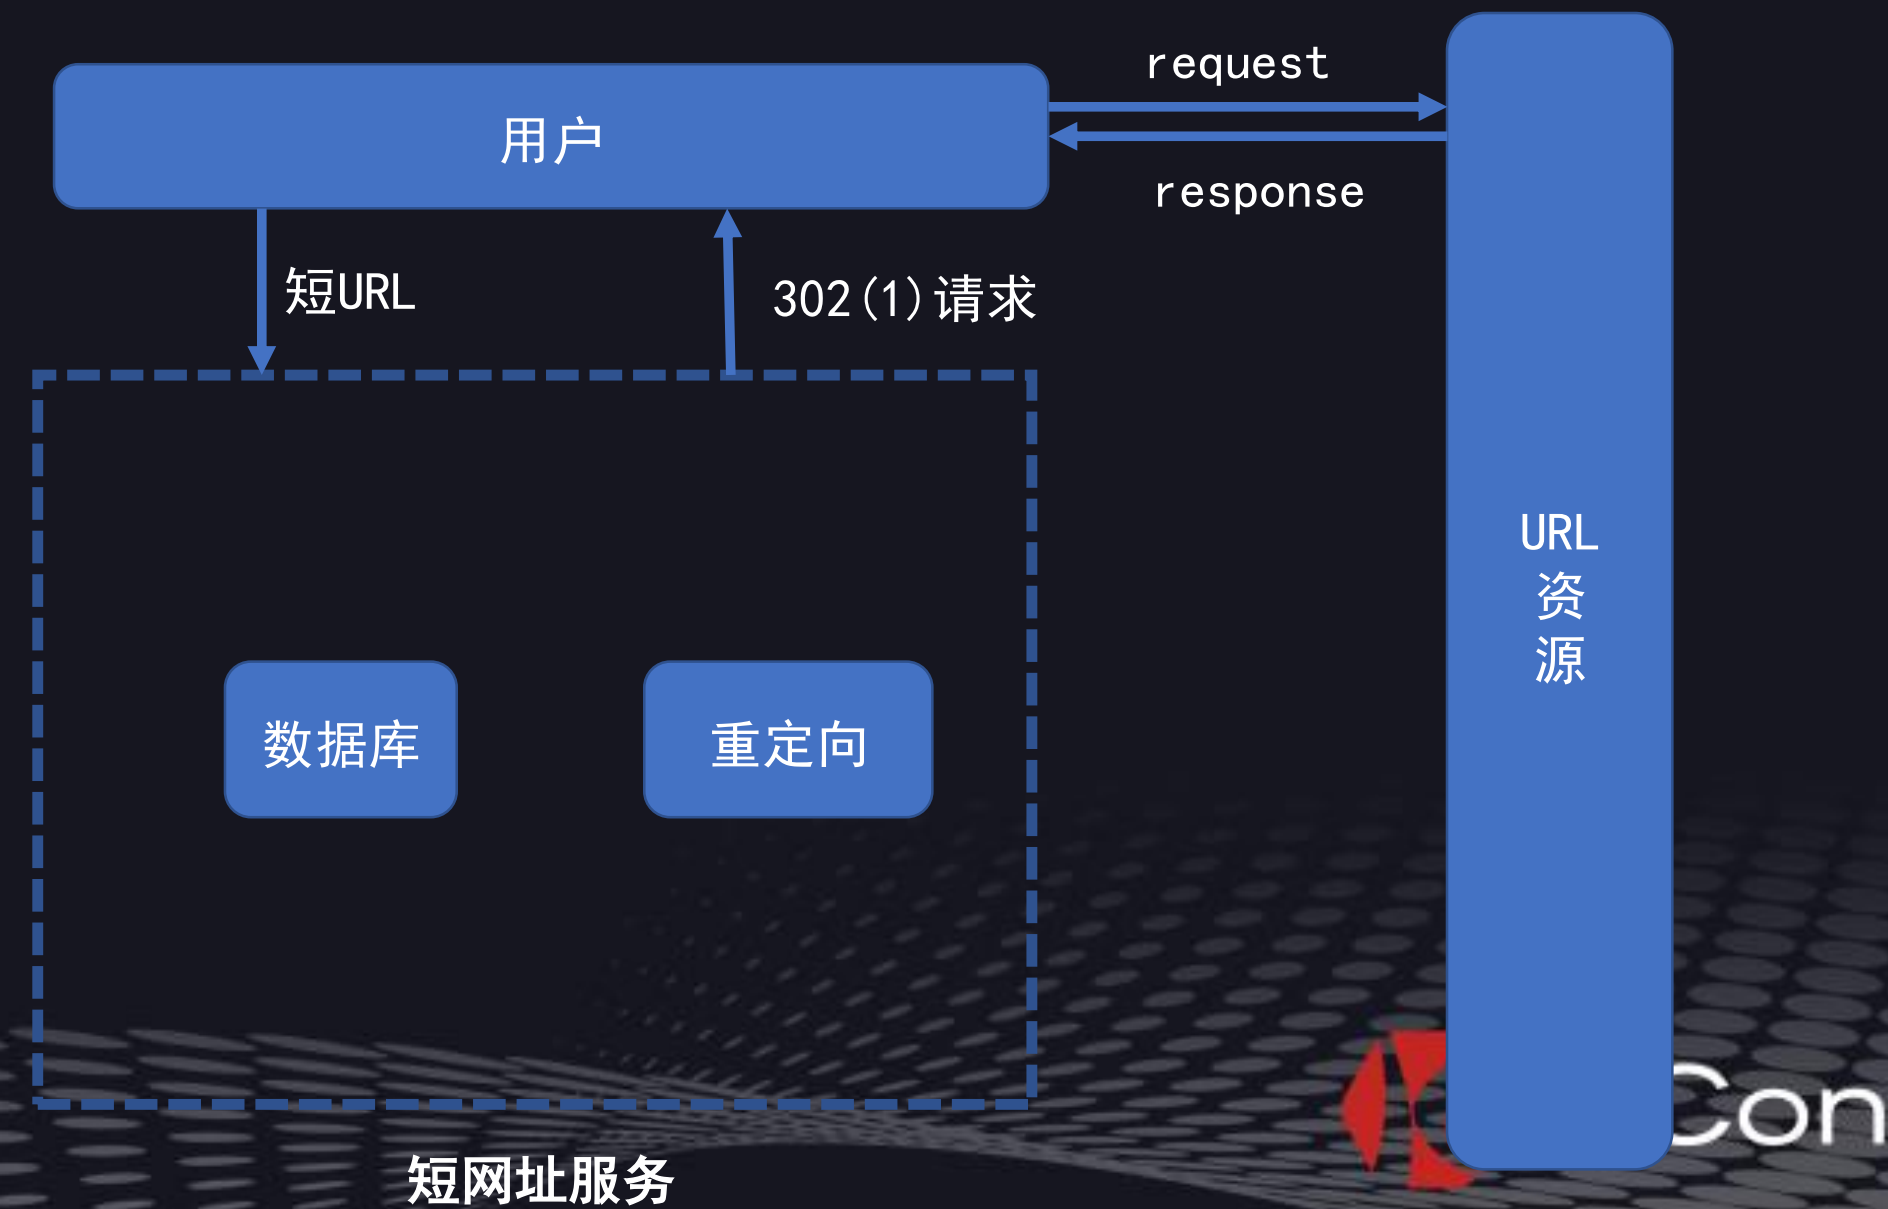 request
用户
response
短URL
302(1)请求
URL
资
源
数据库
重定向
Con
短网址服务